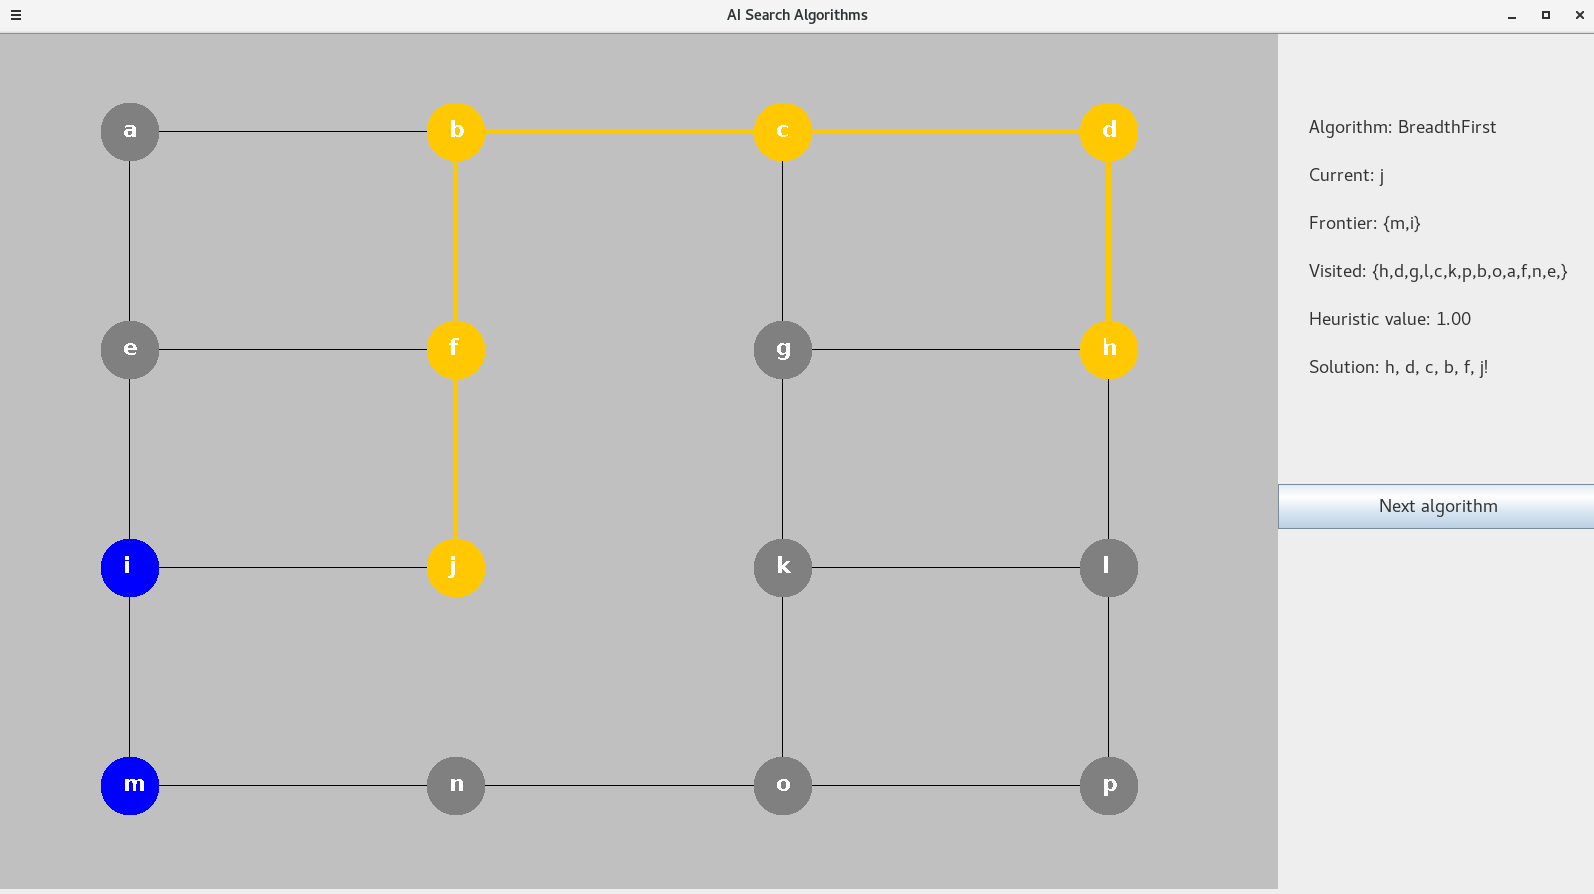 AI Search Algorithms
a b c d
Algorithm: BreadthFirst
Current: j
Frontier: {m,i}
Visited: {h,d,g,l,c,k,p,b,o,a,f,n,e,}
Heuristic value: 1.00
e f g h
Solution: h, d, c, b, f, j!
Next algorithm
i j k l
m n o p